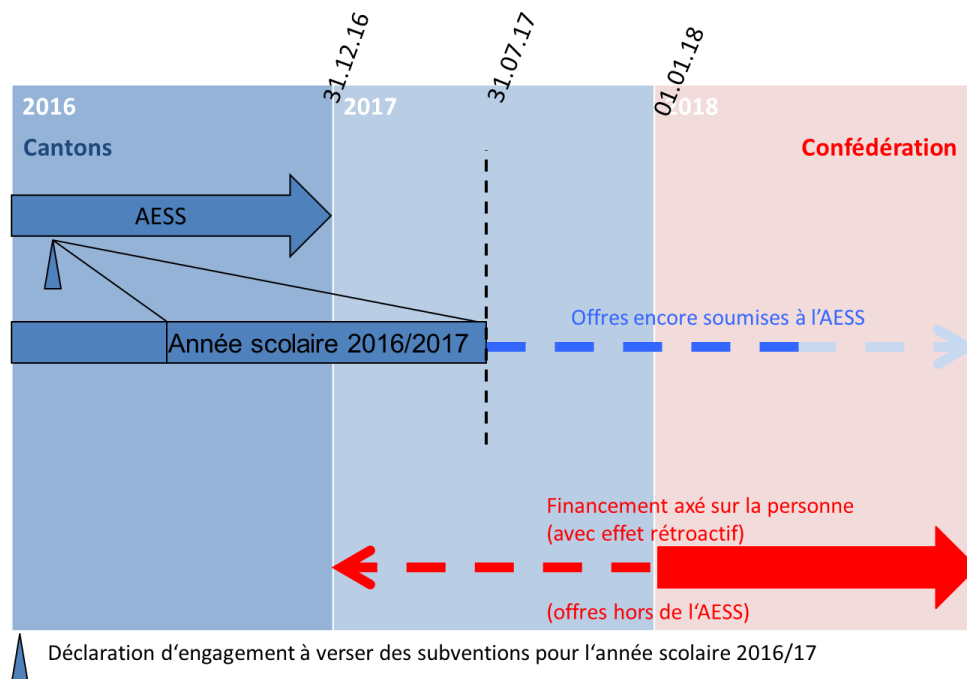 31.12.16
31.07.17
01.01.18
2016
2017
2018
Cantons
Confédération
AESS
Offres encore soumises à l’AESS
Année scolaire 2016/2017
Financement axé sur la personne
(avec effet rétroactif)
(offres hors de l‘AESS)
Déclaration d‘engagement à verser des subventions pour l‘année scolaire 2016/17